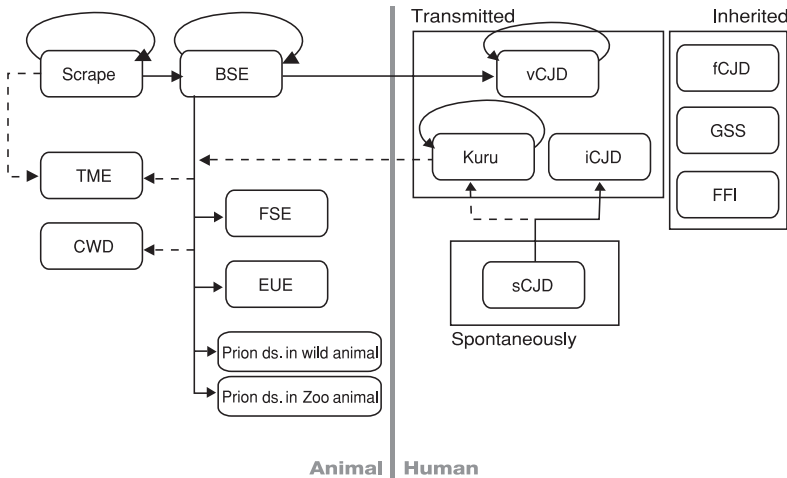 Transmitted
Inherited
Scrape
BSE
vCJD
fCJD
GSS
Kuru
iCJD
TME
FFI
FSE
CWD
EUE
sCJD
Spontaneously
Prion ds. in wild animal
Prion ds. in Zoo animal
Animal
Human